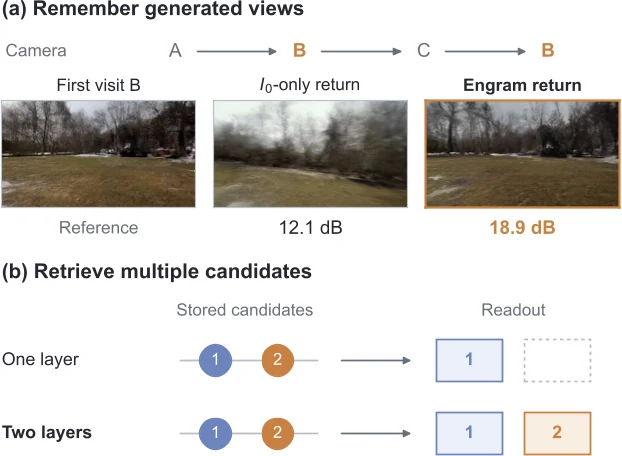 (a) Remember generated views
Camera A B C B
First visit B I₀-only return Engram return
Reference 12.1 dB 18.9 dB
(b) Retrieve multiple candidates
Stored candidates Readout
One layer 1 2 1
Two layers 1 2 1 2